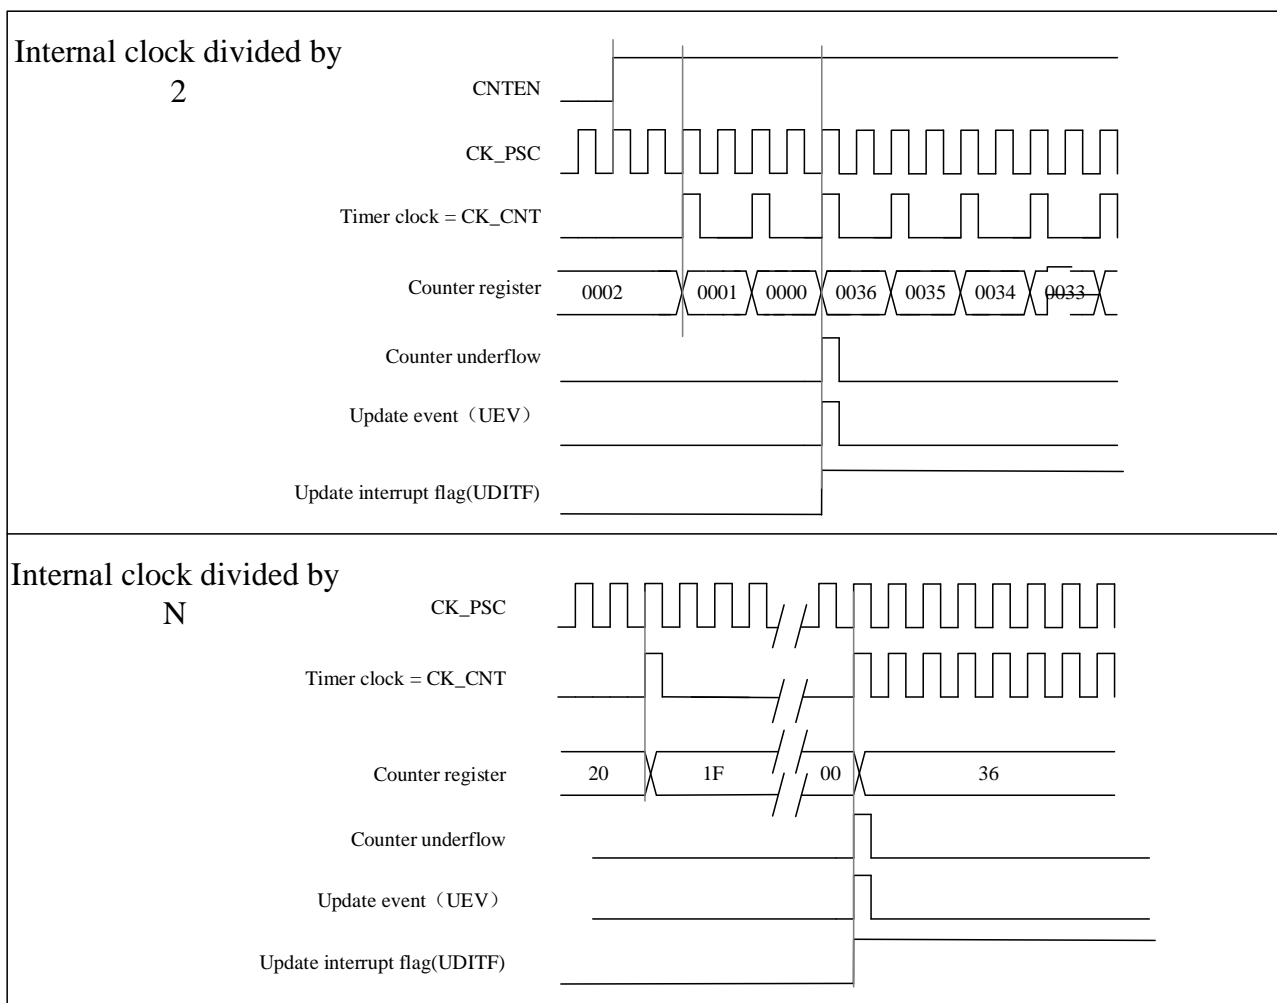 Internal clock divided by
2
CNTEN
CK_PSC
Timer clock = CK_CNT
Counter register
0002 0001 0000 0036 0035 0034 0033
Counter underflow
Update event（UEV）
Update interrupt flag(UDITF)
Internal clock divided by
N
CK_PSC
Timer clock = CK_CNT
Counter register
20 1F 00 36
Counter underflow
Update event（UEV）
Update interrupt flag(UDITF)